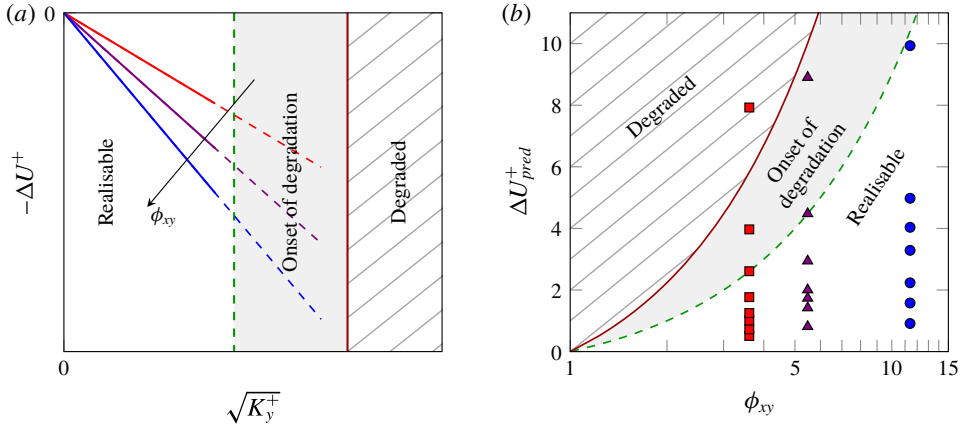 (a)
0
−ΔU⁺
Realisable
Onset of degradation
Degraded
ϕxy
0
√Ky⁺
(b)
10
8
6
4
2
0
ΔU⁺pred
Degraded
Onset of
degradation
Realisable
1
5
10
15
ϕxy